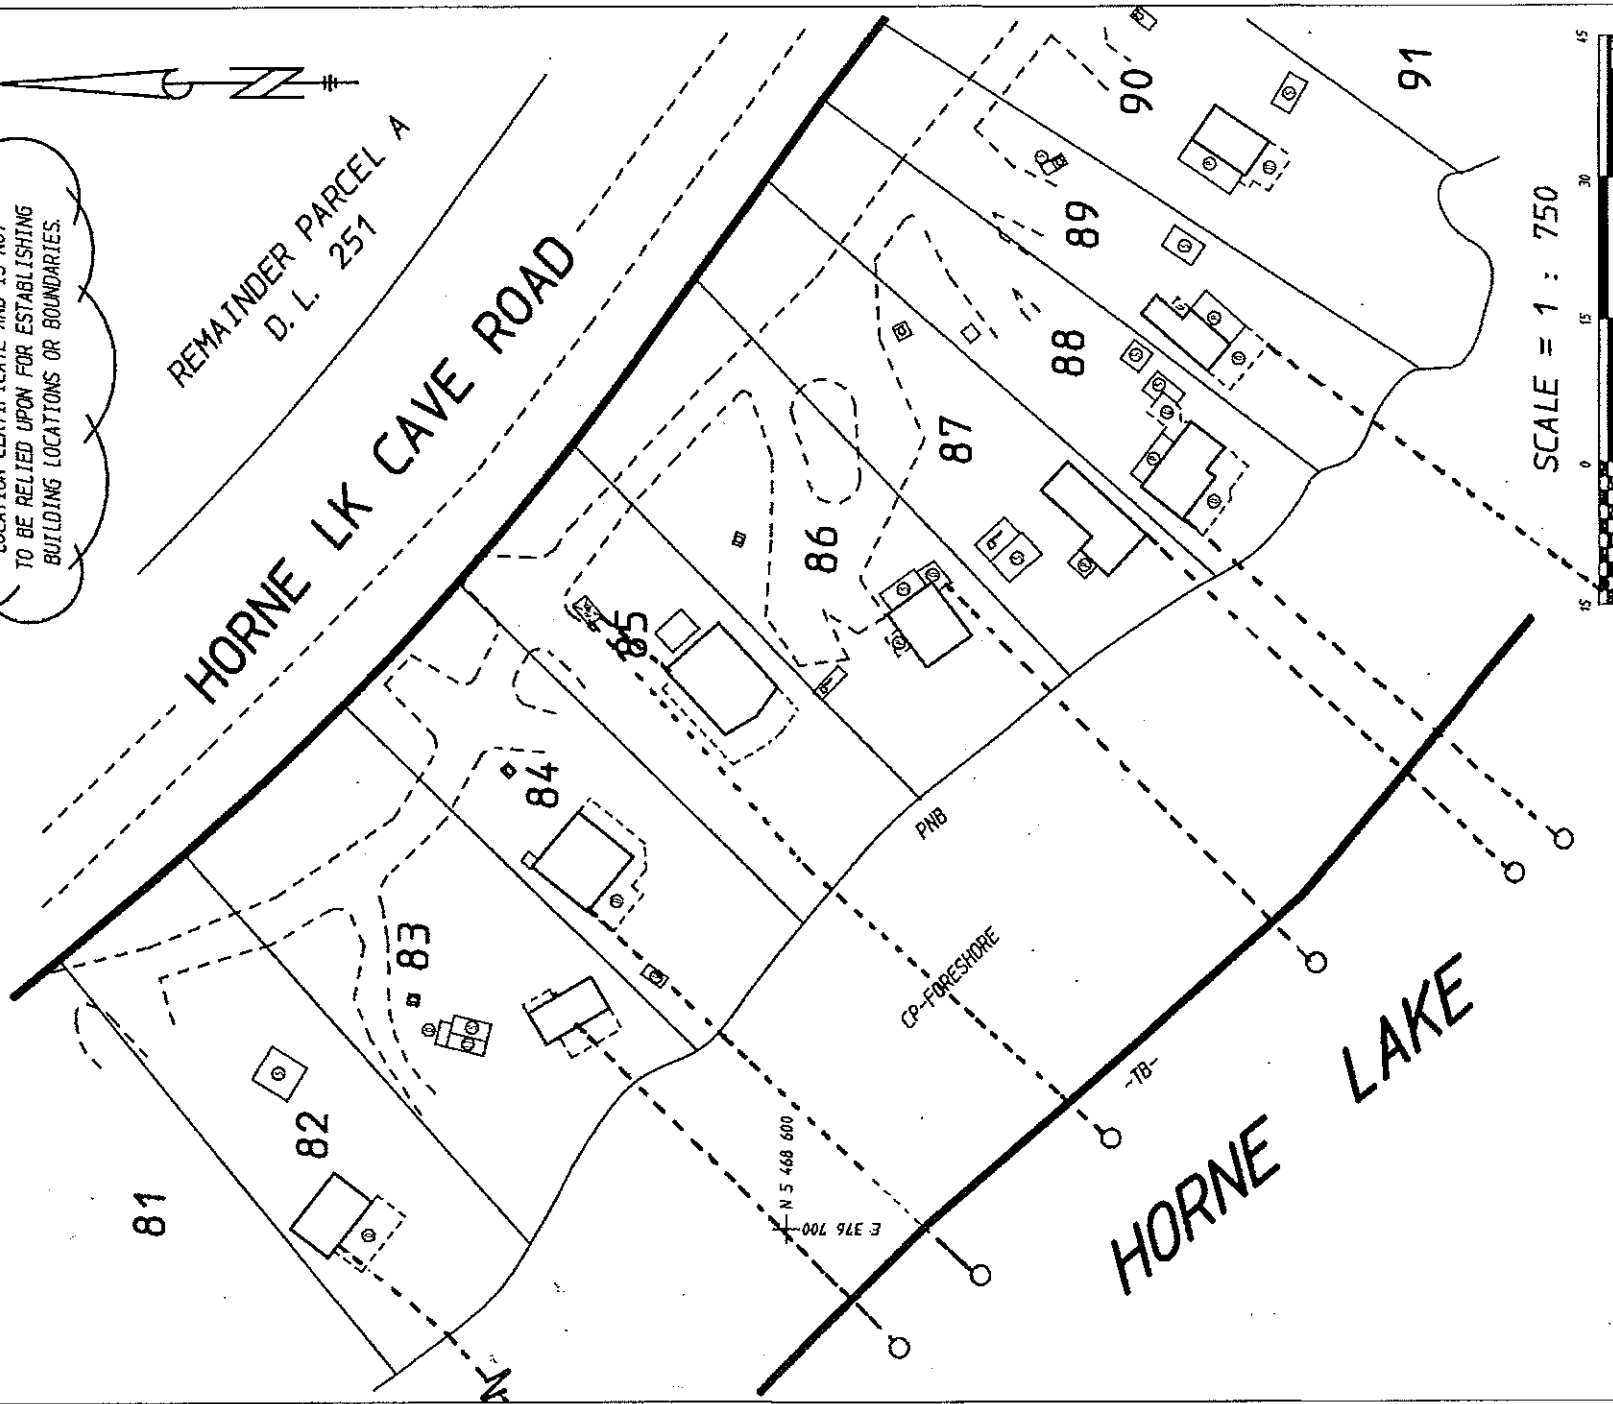 TO BE RELIED UPON FOR ESTABLISHING
BUILDING LOCATIONS OR BOUNDARIES.
REMAINDER PARCEL A
D. L. 251
HORNE LK CAVE ROAD
N
81
82
83
84
85
86
87
88
89
90
91
PNB
CP-FORESHORE
-TB-
N 5 468 600
E 376 700
HORNE LAKE
SCALE = 1 : 750
15 0 15 30 45